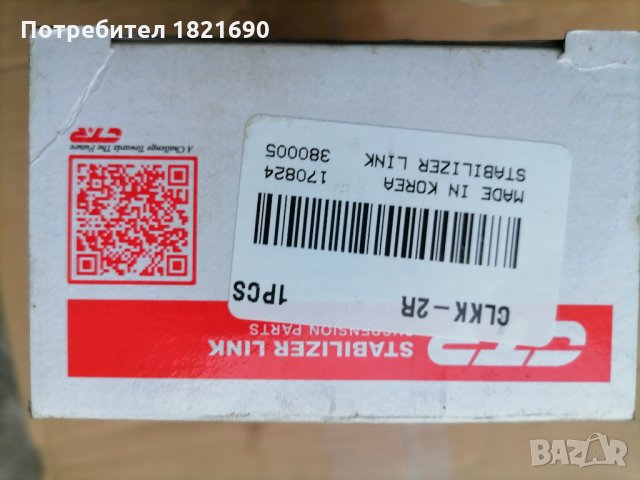 Потребител 1821690
CTR
A Challenge Towards The Future
CLKK-2R
1PCS
MADE IN KOREA 170824
STABILIZER LINK 380005
CTR
STABILIZER LINK
SUSPENSION PARTS
BAZAR